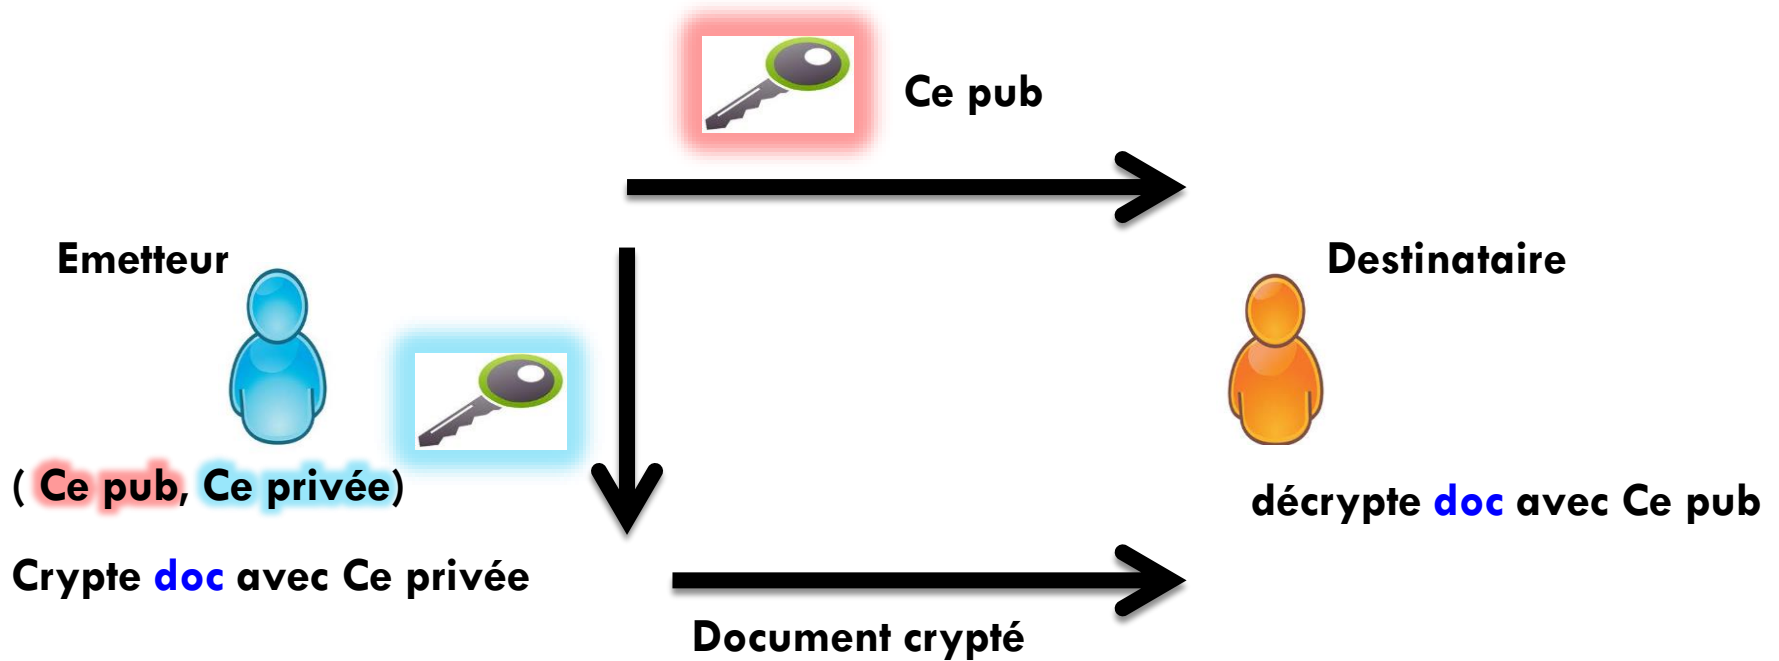 Ce pub
Emetteur
Destinataire
( Ce pub, Ce privée)
décrypte doc avec Ce pub
Crypte doc avec Ce privée
Document crypté